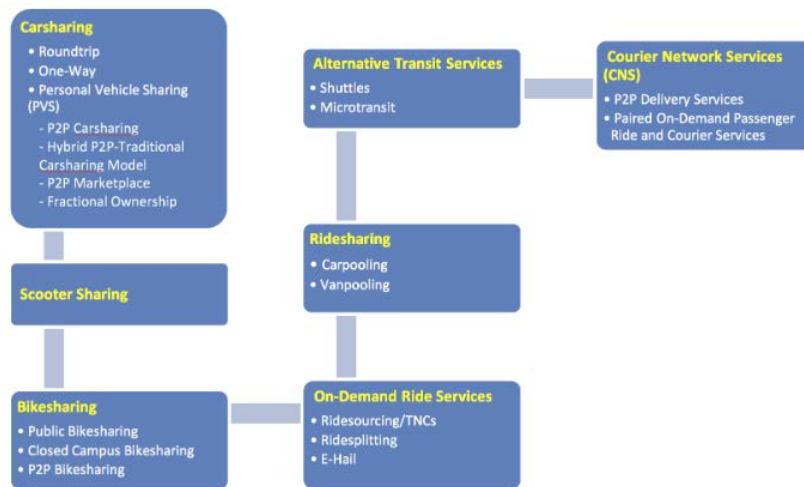 Carsharing
• Roundtrip
• One-Way
• Personal Vehicle Sharing
(PVS)
- P2P Carsharing
- Hybrid P2P-Traditional
Carsharing Model
- P2P Marketplace
- Fractional Ownership
Scooter Sharing
Bikesharing
• Public Bikesharing
• Closed Campus Bikesharing
• P2P Bikesharing
On-Demand Ride Services
• Ridesourcing/TNCs
• Ridesplitting
• E-Hail
Ridesharing
• Carpooling
• Vanpooling
Alternative Transit Services
• Shuttles
• Microtransit
Courier Network Services
(CNS)
• P2P Delivery Services
• Paired On-Demand Passenger
Ride and Courier Services